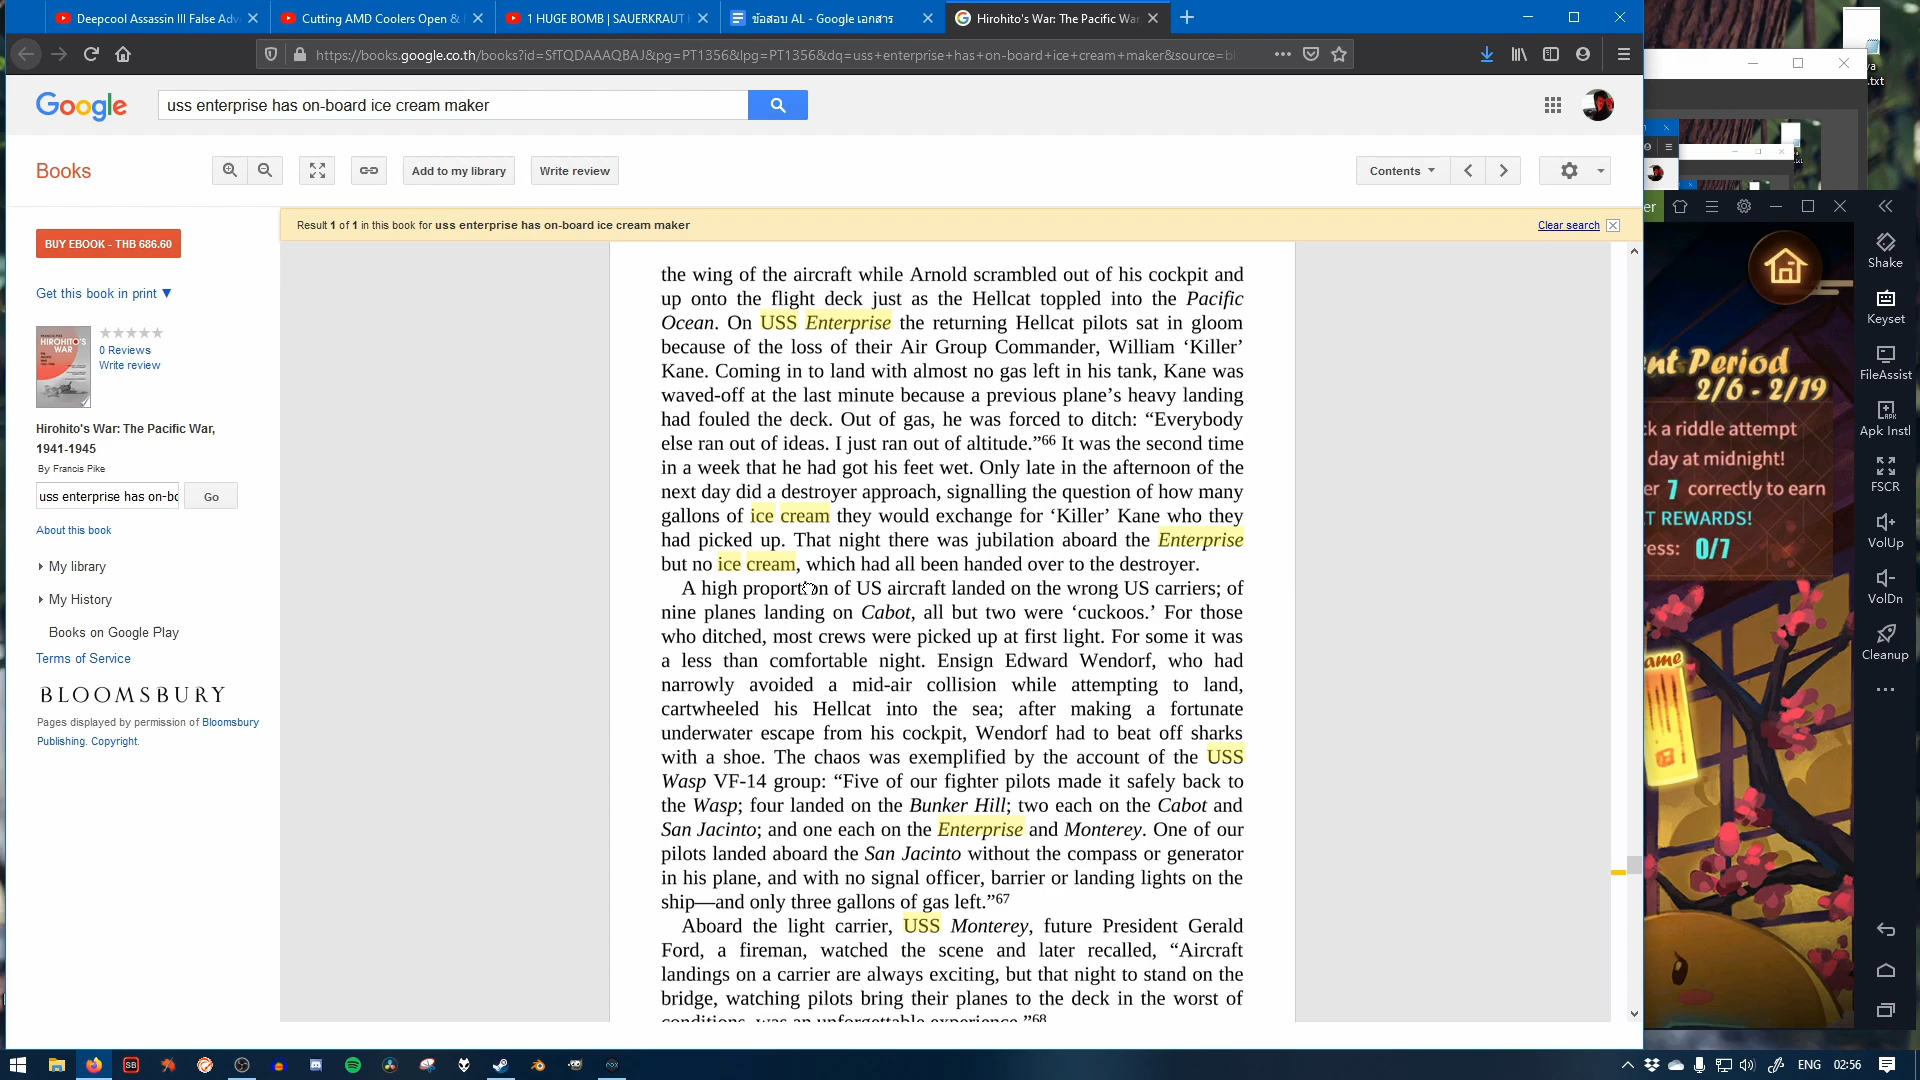 Deepcool Assassin III False Adv
Cutting AMD Coolers Open &
1 HUGE BOMB | SAUERKRAUT
ข้อสอบ AL - Google เอกสาร
Hirohito's War: The Pacific War
https://books.google.co.th/books?id=SfTQDAAAQBAJ&pg=PT1356&lpg=PT1356&dq=uss+enterprise+has+on-board+ice+cream+maker&source=bl
.txt
Google
uss enterprise has on-board ice cream maker
Books
Add to my library
Write review
Contents
Result 1 of 1 in this book for uss enterprise has on-board ice cream maker
Clear search
BUY EBOOK - THB 686.60
Get this book in print ▼
HIROHITO'S
WAR
0 Reviews
Write review
Hirohito's War: The Pacific War,
1941-1945
By Francis Pike
uss enterprise has on-bo
Go
About this book
My library
My History
Books on Google Play
Terms of Service
BLOOMSBURY
Pages displayed by permission of Bloomsbury
Publishing. Copyright.
the wing of the aircraft while Arnold scrambled out of his cockpit and
up onto the flight deck just as the Hellcat toppled into the Pacific
Ocean. On USS Enterprise the returning Hellcat pilots sat in gloom
because of the loss of their Air Group Commander, William ‘Killer’
Kane. Coming in to land with almost no gas left in his tank, Kane was
waved-off at the last minute because a previous plane’s heavy landing
had fouled the deck. Out of gas, he was forced to ditch: “Everybody
else ran out of ideas. I just ran out of altitude.”66 It was the second time
in a week that he had got his feet wet. Only late in the afternoon of the
next day did a destroyer approach, signalling the question of how many
gallons of ice cream they would exchange for ‘Killer’ Kane who they
had picked up. That night there was jubilation aboard the Enterprise
but no ice cream, which had all been handed over to the destroyer.
A high proportion of US aircraft landed on the wrong US carriers; of
nine planes landing on Cabot, all but two were ‘cuckoos.’ For those
who ditched, most crews were picked up at first light. For some it was
a less than comfortable night. Ensign Edward Wendorf, who had
narrowly avoided a mid-air collision while attempting to land,
cartwheeled his Hellcat into the sea; after making a fortunate
underwater escape from his cockpit, Wendorf had to beat off sharks
with a shoe. The chaos was exemplified by the account of the USS
Wasp VF-14 group: “Five of our fighter pilots made it safely back to
the Wasp; four landed on the Bunker Hill; two each on the Cabot and
San Jacinto; and one each on the Enterprise and Monterey. One of our
pilots landed aboard the San Jacinto without the compass or generator
in his plane, and with no signal officer, barrier or landing lights on the
ship—and only three gallons of gas left.”67
Aboard the light carrier, USS Monterey, future President Gerald
Ford, a fireman, watched the scene and later recalled, “Aircraft
landings on a carrier are always exciting, but that night to stand on the
bridge, watching pilots bring their planes to the deck in the worst of
conditions, was an unforgettable experience.”68
er
Shake
Keyset
FileAssist
Apk Instl
FSCR
VolUp
VolDn
Cleanup
nt Period
2/6 - 2/19
ck a riddle attempt
day at midnight!
er 7 correctly to earn
T REWARDS!
ess: 0/7
ame
SB
ENG
02:56